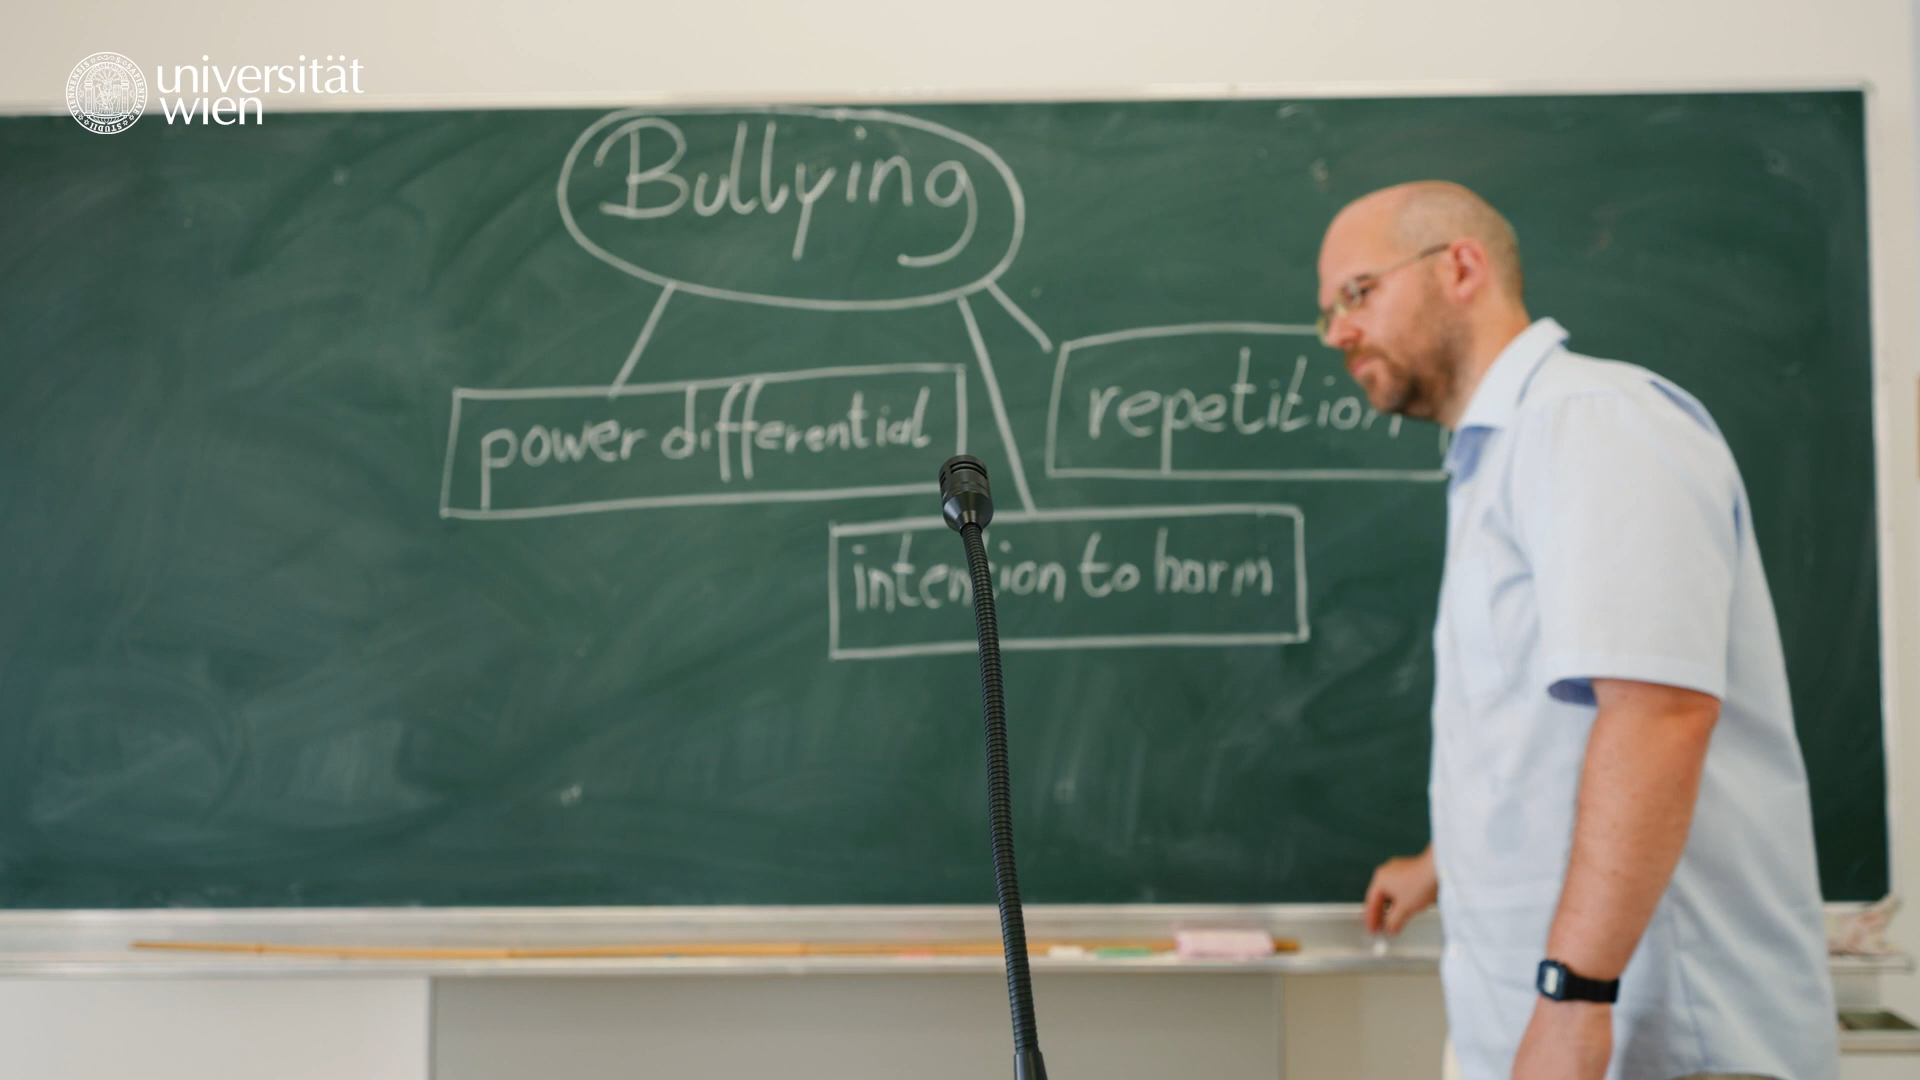 universität
wien
Bullying
power differential
repetition
intention to harm